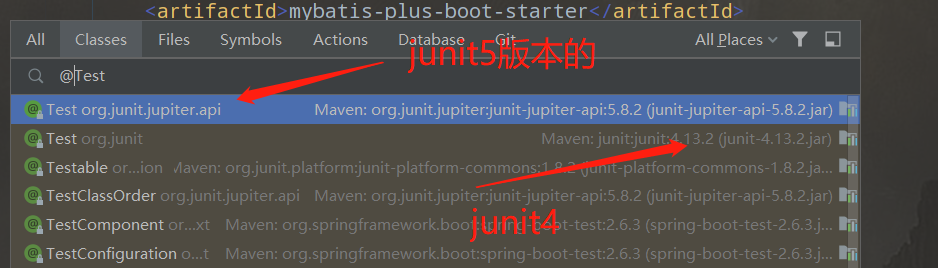 <artifactId>mybatis-plus-boot-starter</artifactId>
All Classes Files Symbols Actions Database Git All Places
junit5版本的
@Test
Test org.junit.jupiter.api Maven: org.junit.jupiter:junit-jupiter-api:5.8.2 (junit-jupiter-api-5.8.2.jar)
Test org.junit Maven: junit:junit:4.13.2 (junit-4.13.2.jar)
Testable or...ion Maven: org.junit.platform:junit-platform-commons:1.8.2 (junit-platform-commons-1.8.2.ja...
TestClassOrder org.junit.jupiter.api Maven: org.junit.jupiter:junit-jupiter-api:5.8.2 (junit-jupiter-api-5.8.2.jar)
junit4
TestComponent or...xt Maven: org.springframework.boot:spring-boot-test:2.6.3 (spring-boot-test-2.6.3.j...
TestConfiguration o...t Maven: org.springframework.boot:spring-boot-test:2.6.3 (spring-boot-test-2.6.3.j...